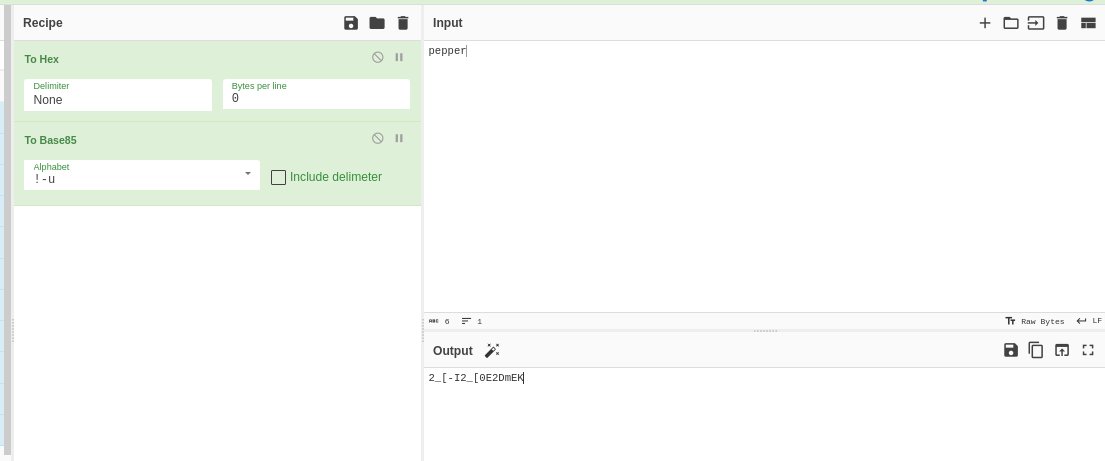 Recipe
To Hex
Delimiter
None
Bytes per line
0
To Base85
Alphabet
!-u
Include delimeter
Input
pepper
ABC 6 1
Raw Bytes LF
Output
2_[-I2_[0E2DmEK